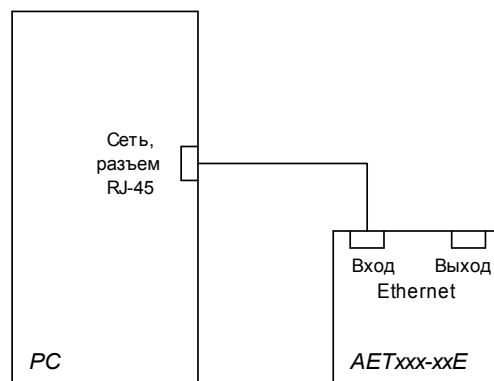 Сеть,
разъем
RJ-45
Вход Выход
Ethernet
PC
AETxxx-xxE